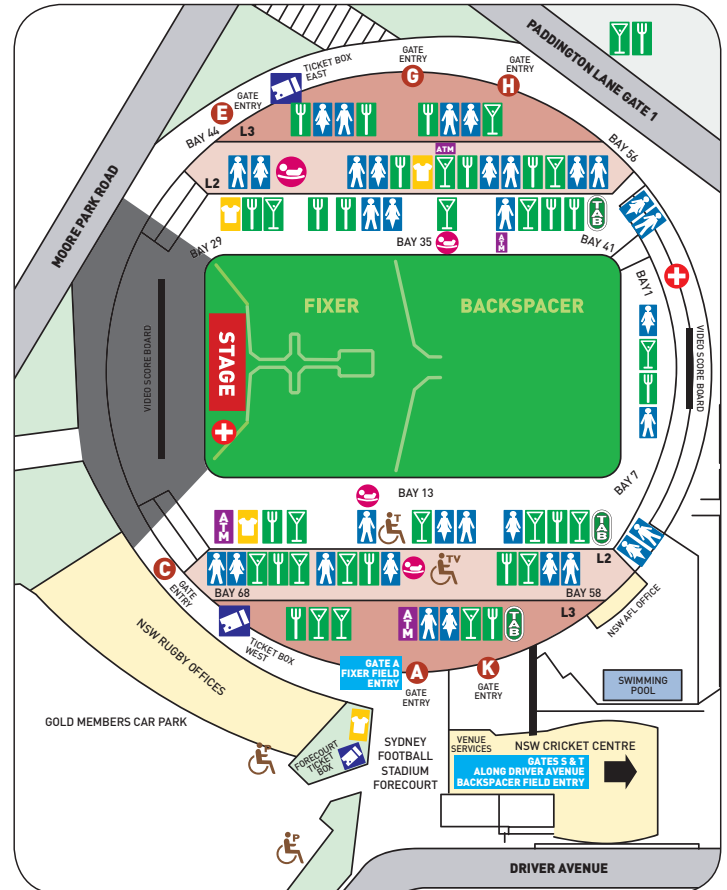 PADDINGTON LANE GATE 1
GATE
ENTRY
G
GATE
ENTRY
H
TICKET BOX
EAST
GATE
ENTRY
E
BAY 44
L3
BAY 56
MOORE PARK ROAD
ATM
L2
BAY 29
BAY 35
ATM
TAB
BAY 41
BAY 1
FIXER
BACKSPACER
STAGE
VIDEO SCORE BOARD
VIDEO SCORE BOARD
BAY 13
BAY 7
ATM
T
TAB
L2
TV
BAY 68
BAY 58
C
GATE
ENTRY
L3
ATM
TAB
NSW AFL OFFICE
TICKET BOX
WEST
NSW RUGBY OFFICES
GATE A
FIXER FIELD
ENTRY
A
GATE
ENTRY
K
GATE
ENTRY
SWIMMING
POOL
GOLD MEMBERS CAR PARK
P
FORECOURT
TICKET
BOX
SYDNEY
FOOTBALL
STADIUM
FORECOURT
VENUE
SERVICES
NSW CRICKET CENTRE
GATES S & T
ALONG DRIVER AVENUE
BACKSPACER FIELD ENTRY
P
DRIVER AVENUE